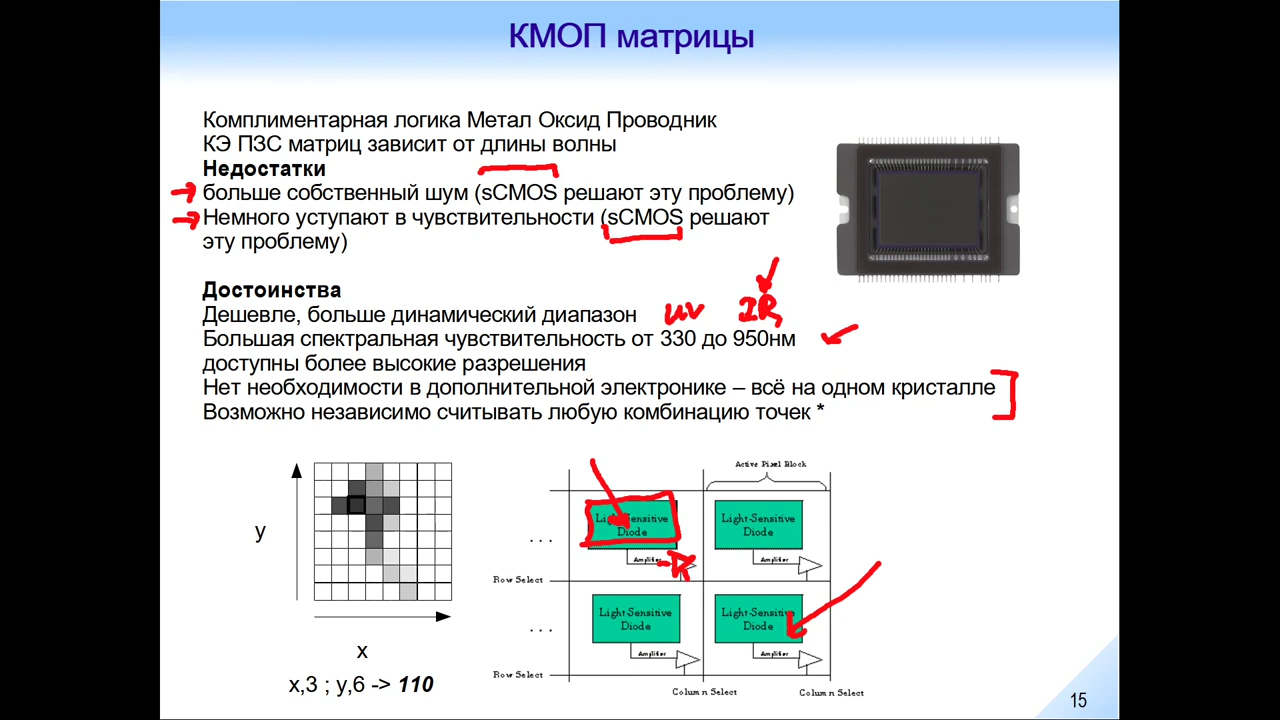 КМОП матрицы
Комплиментарная логика Метал Оксид Проводник
КЭ ПЗС матриц зависит от длины волны
Недостатки
больше собственный шум (sCMOS решают эту проблему)
Немного уступают в чувствительности (sCMOS решают
эту проблему)
Достоинства
Дешевле, больше динамический диапазон
UV IR
Большая спектральная чувствительность от 330 до 950нм
доступны более высокие разрешения
Нет необходимости в дополнительной электронике – всё на одном кристалле
Возможно независимо считывать любую комбинацию точек *
y
x
x,3 ; y,6 -> 110
Active Pixel Block
Light-Sensitive
Diode
Light-Sensitive
Diode
. . .
Amplifier
Amplifier
Row Select
Light-Sensitive
Diode
Light-Sensitive
Diode
. . .
Amplifier
Amplifier
Row Select
Column Select
Column Select
15